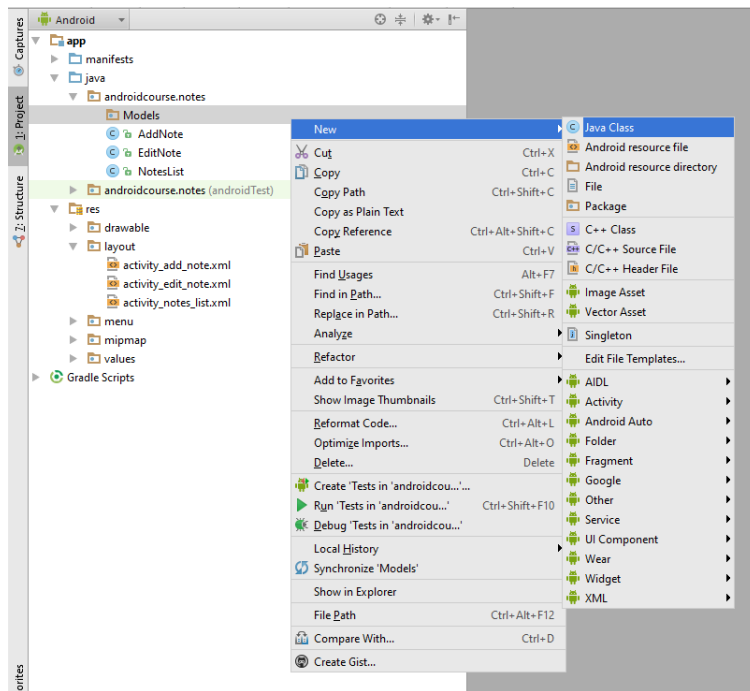 Captures
1: Project
7: Structure
orites
Android
app
manifests
java
androidcourse.notes
Models
AddNote
EditNote
NotesList
androidcourse.notes (androidTest)
res
drawable
layout
activity_add_note.xml
activity_edit_note.xml
activity_notes_list.xml
menu
mipmap
values
Gradle Scripts
New
Cut Ctrl+X
Copy Ctrl+C
Copy Path Ctrl+Shift+C
Copy as Plain Text
Copy Reference Ctrl+Alt+Shift+C
Paste Ctrl+V
Find Usages Alt+F7
Find in Path... Ctrl+Shift+F
Replace in Path... Ctrl+Shift+R
Analyze
Refactor
Add to Favorites
Show Image Thumbnails Ctrl+Shift+T
Reformat Code... Ctrl+Alt+L
Optimize Imports... Ctrl+Alt+O
Delete... Delete
Create 'Tests in 'androidcou...'...
Run 'Tests in 'androidcou...' Ctrl+Shift+F10
Debug 'Tests in 'androidcou...'
Local History
Synchronize 'Models'
Show in Explorer
File Path Ctrl+Alt+F12
Compare With... Ctrl+D
Create Gist...
Java Class
Android resource file
Android resource directory
File
Package
C++ Class
C/C++ Source File
C/C++ Header File
Image Asset
Vector Asset
Singleton
Edit File Templates...
AIDL
Activity
Android Auto
Folder
Fragment
Google
Other
Service
UI Component
Wear
Widget
XML